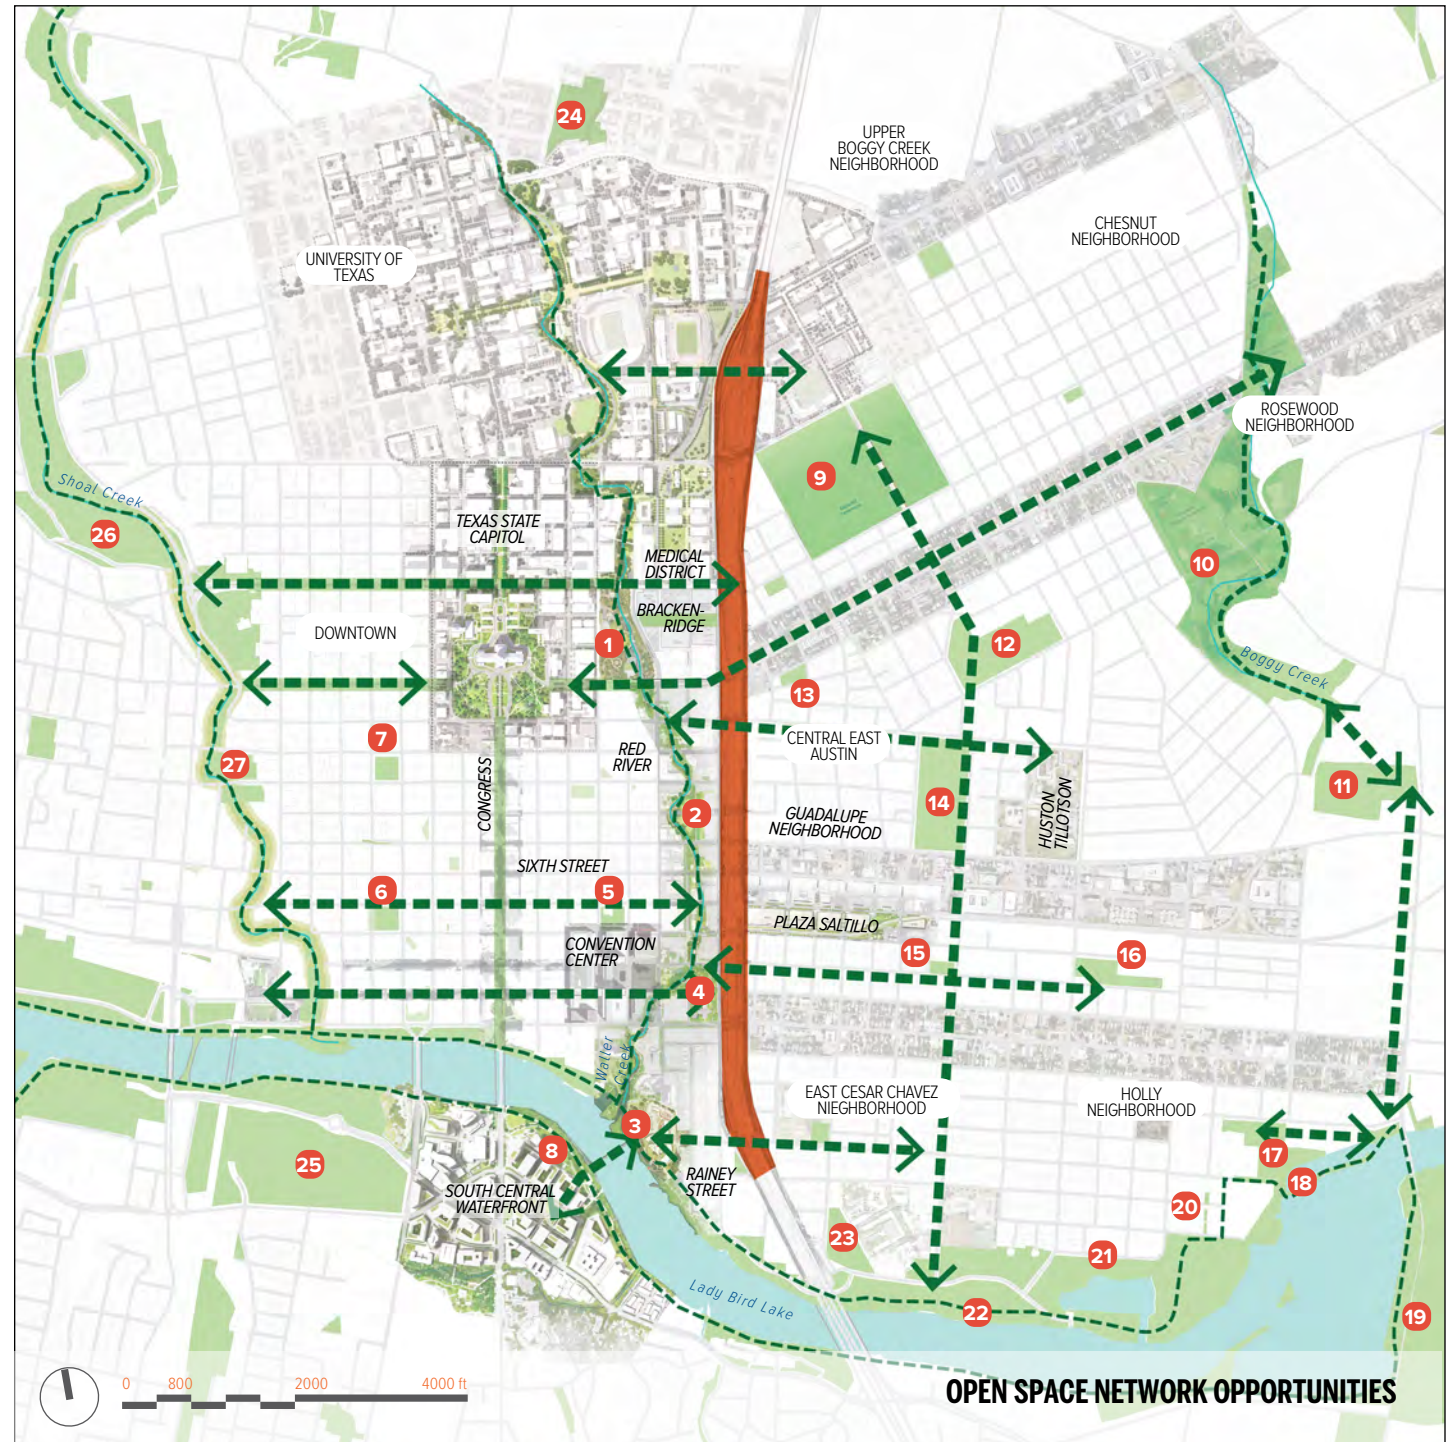 24
UPPER
BOGGY CREEK
NEIGHBORHOOD
CHESNUT
NEIGHBORHOOD
UNIVERSITY OF
TEXAS
ROSEWOOD
NEIGHBORHOOD
9
Shoal Creek
26
TEXAS STATE
CAPITOL
MEDICAL
DISTRICT
10
BRACKEN-
RIDGE
DOWNTOWN
1
12
Boggy Creek
13
7
RED
RIVER
CENTRAL EAST
AUSTIN
27
11
CONGRESS
2
14
HUSTON
TILLOTSON
GUADALUPE
NEIGHBORHOOD
SIXTH STREET
6
5
PLAZA SALTILLO
CONVENTION
CENTER
15
16
4
Waller
Creek
EAST CESAR CHAVEZ
NIEGHBORHOOD
HOLLY
NEIGHBORHOOD
3
8
17
25
18
RAINEY
STREET
SOUTH CENTRAL
WATERFRONT
20
23
21
Lady Bird Lake
22
19
0 800 2000 4000 ft
OPEN SPACE NETWORK OPPORTUNITIES